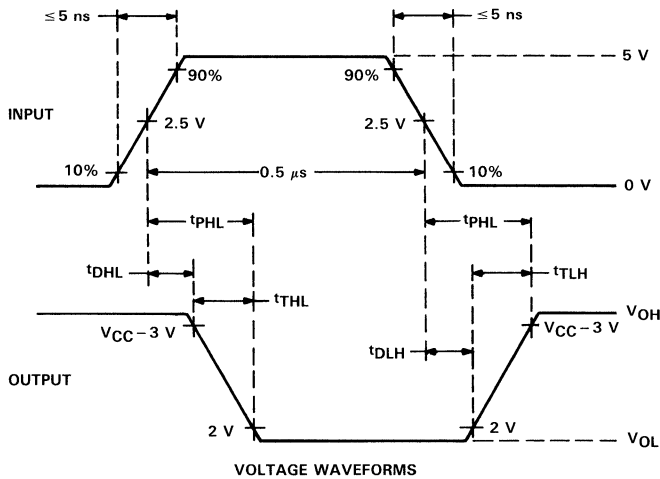 ≤5 ns
≤5 ns
5 V
90%
90%
INPUT
2.5 V
2.5 V
10%
0.5 μs
10%
0 V
tPHL
tPHL
tDHL
tTLH
tTHL
VOH
VCC−3 V
VCC−3 V
tDLH
OUTPUT
2 V
2 V
VOL
VOLTAGE WAVEFORMS